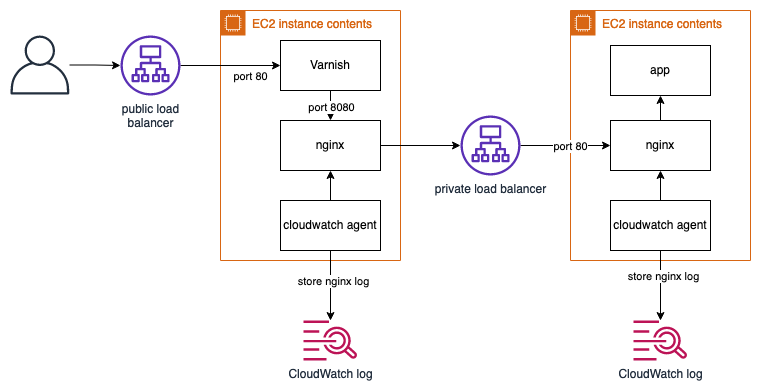 EC2 instance contents
EC2 instance contents
Varnish
port 80
public load
balancer
port 8080
nginx
private load balancer
port 80
app
nginx
cloudwatch agent
cloudwatch agent
store nginx log
store nginx log
CloudWatch log
CloudWatch log